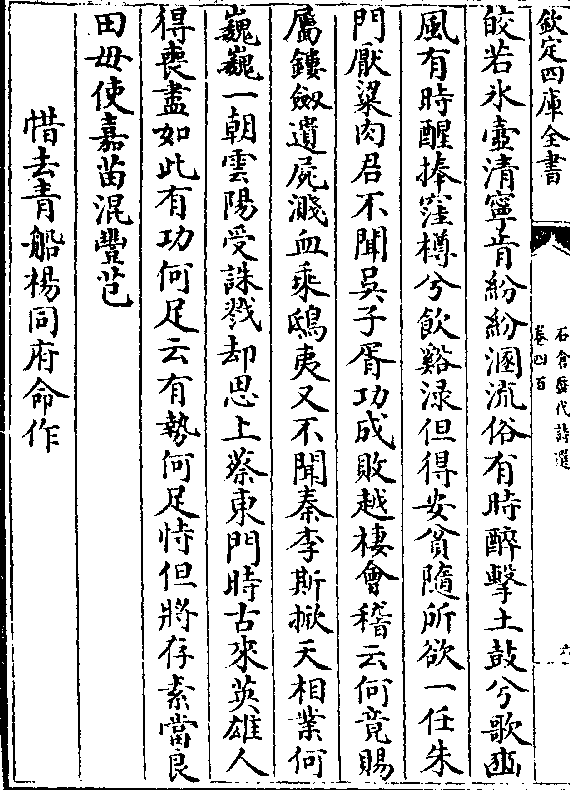 欽定四庫全書
石倉歷代詩選
卷四百
皎若氷壺清寧肯紛紛溷流俗有時醉擊土鼓兮歌豳
風有時醒捧窪樽兮飲谿渌但得安貧隨所欲一任朱
門厭粱肉君不聞吳子胥功成敗越棲會稽云何竟賜
屬鏤劔遺屍濺血乘鴟夷又不聞秦李斯掀天相業何
巍巍一朝雲陽受誅戮却思上蔡東門時古來英雄人
得喪盡如此有功何足云有勢何足恃但將存素當良
田毋使嘉苗混豐芑
惜去青船楊同府命作